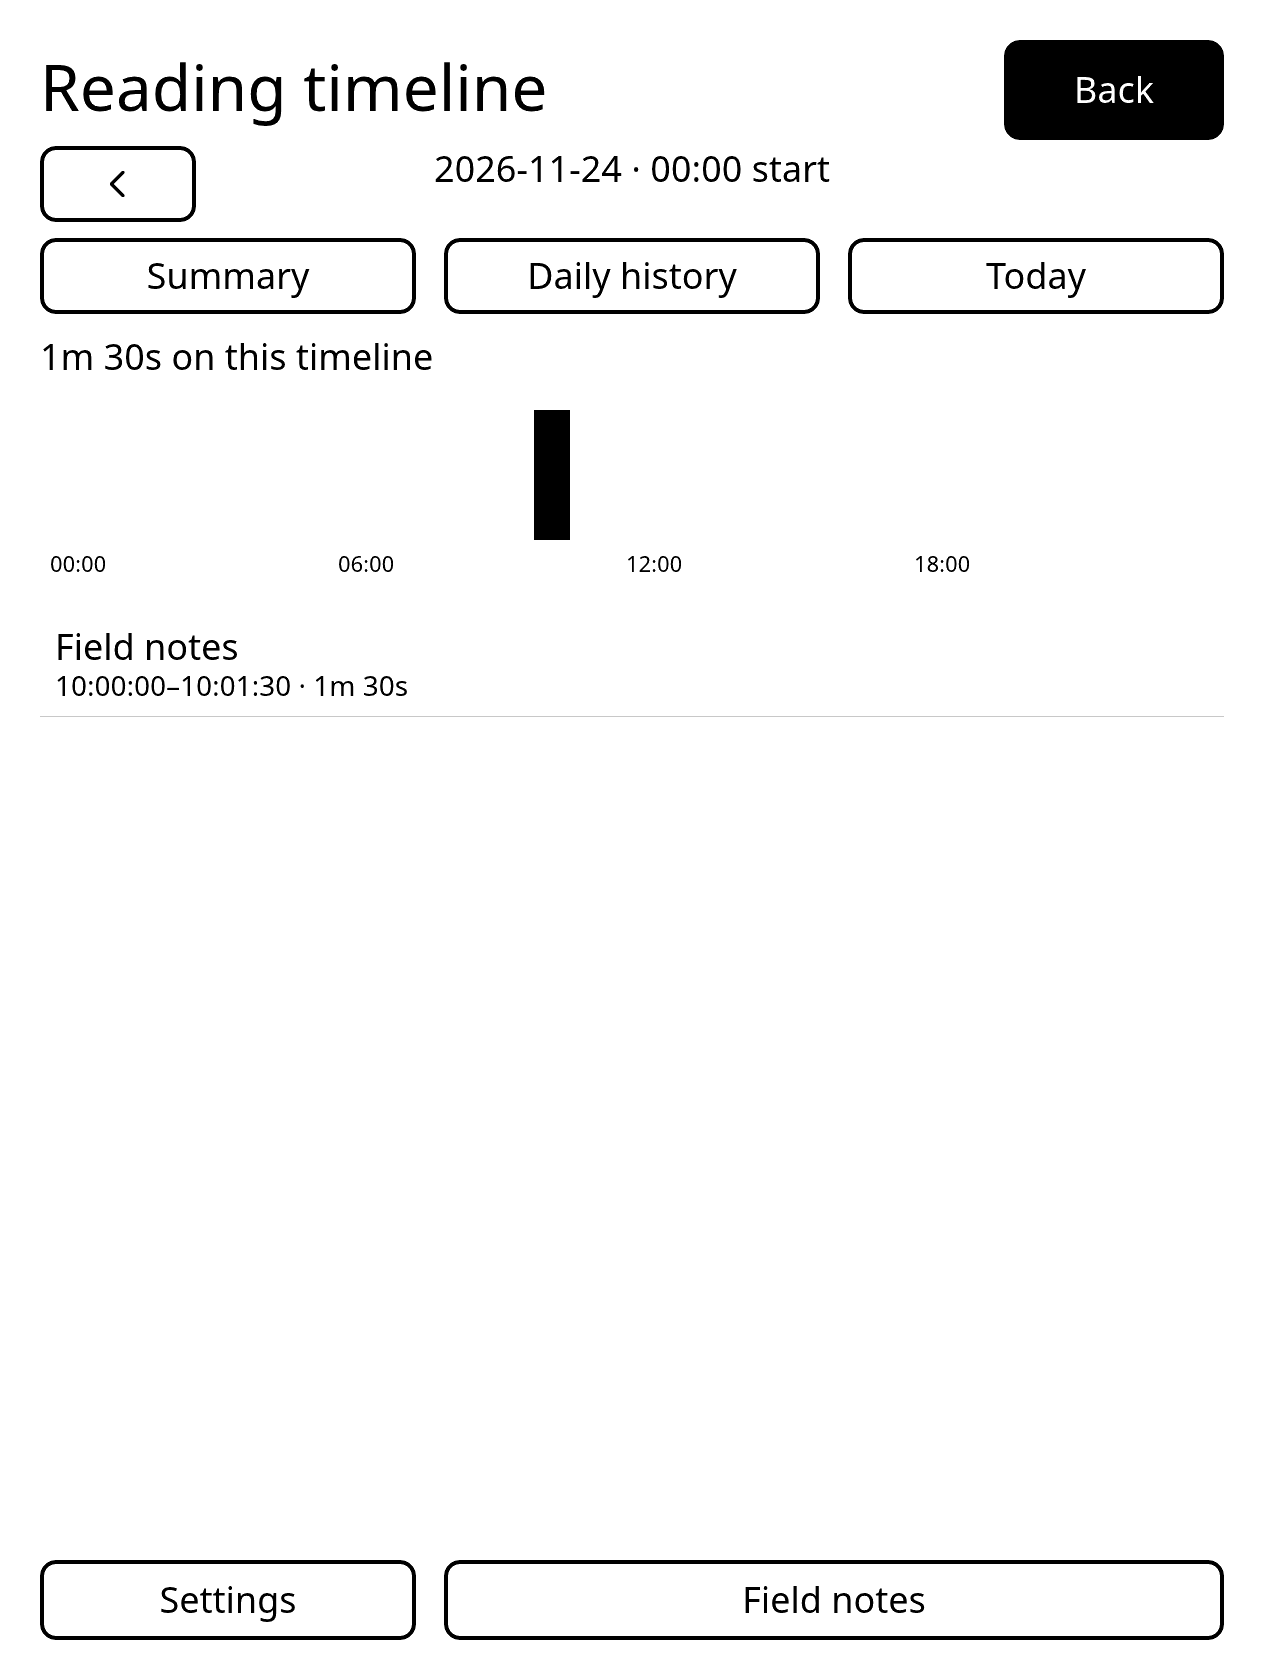 Reading timeline
Back
2026-11-24 · 00:00 start
Summary
Daily history
Today
1m 30s on this timeline
00:00 06:00 12:00 18:00
Field notes
10:00:00–10:01:30 · 1m 30s
Settings
Field notes